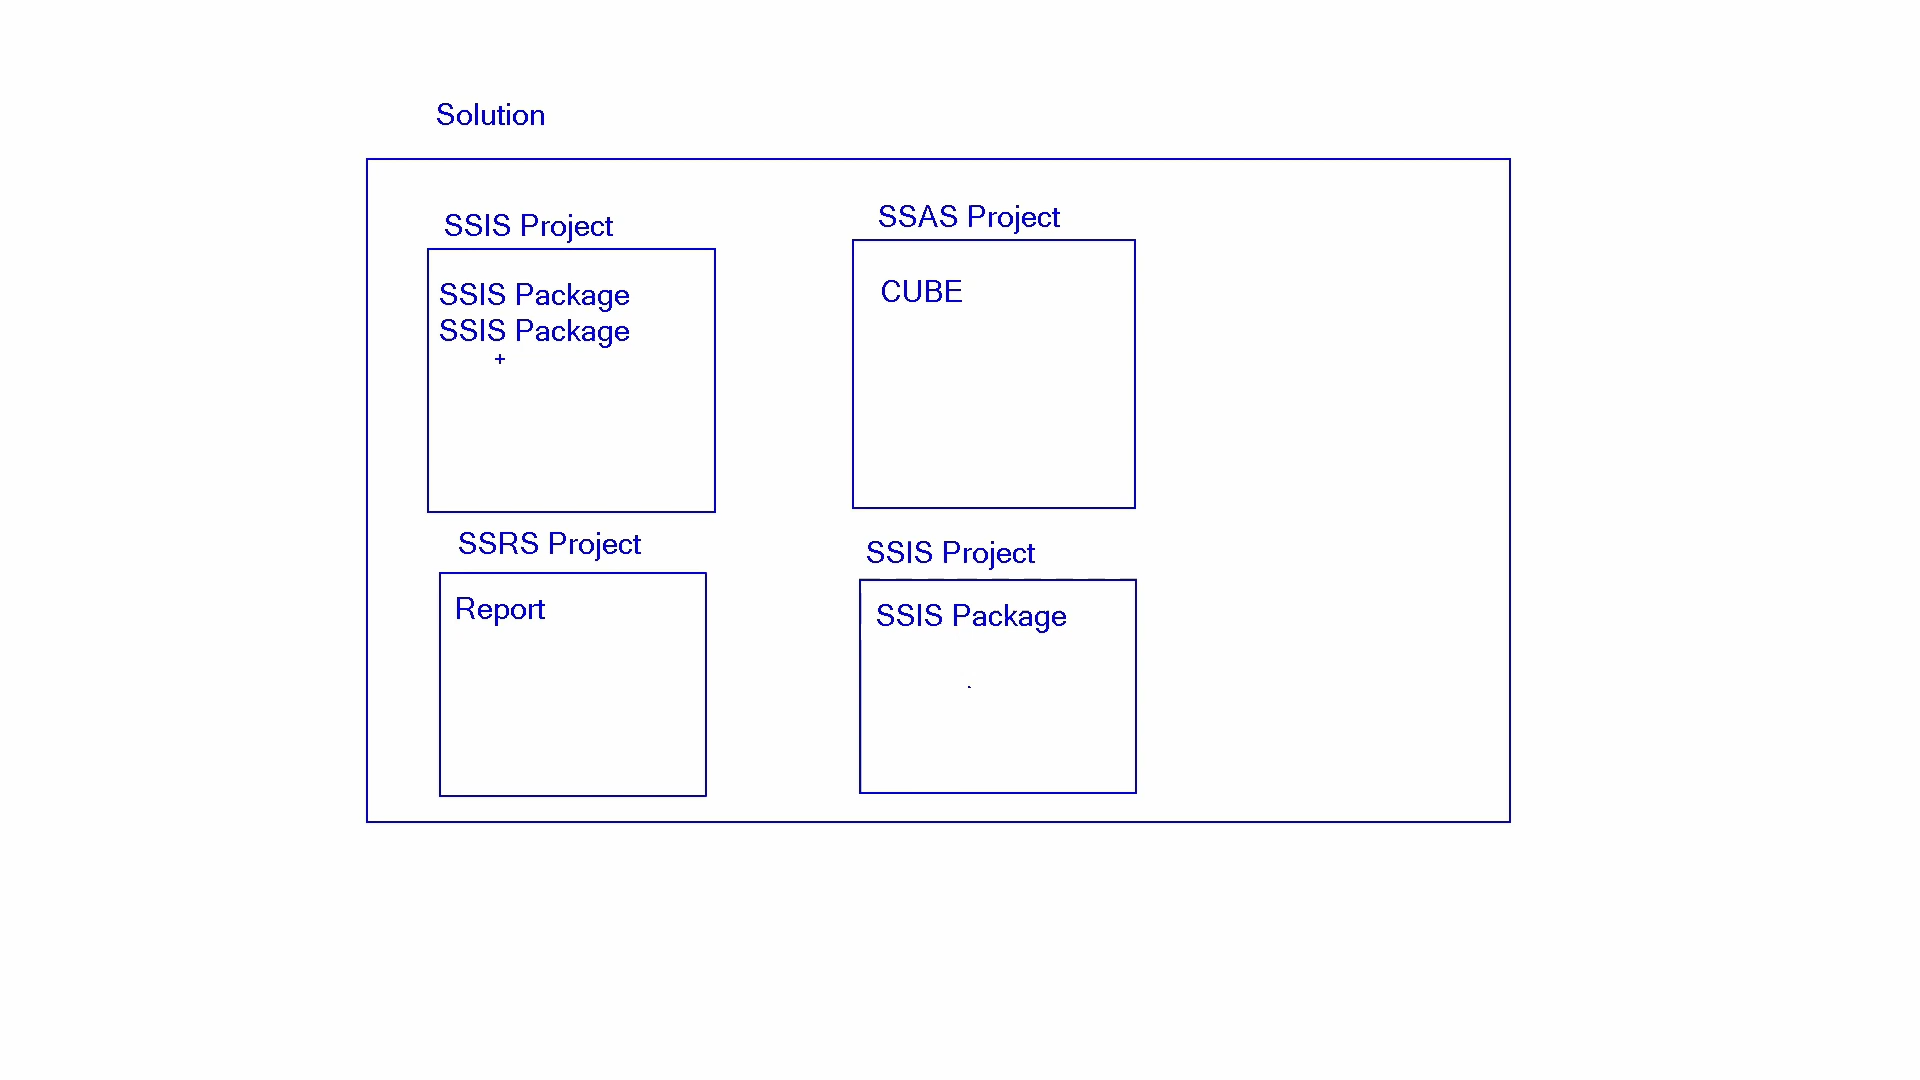 Solution
SSIS Project
SSIS Package
SSIS Package
+
SSAS Project
CUBE
SSRS Project
Report
SSIS Project
SSIS Package